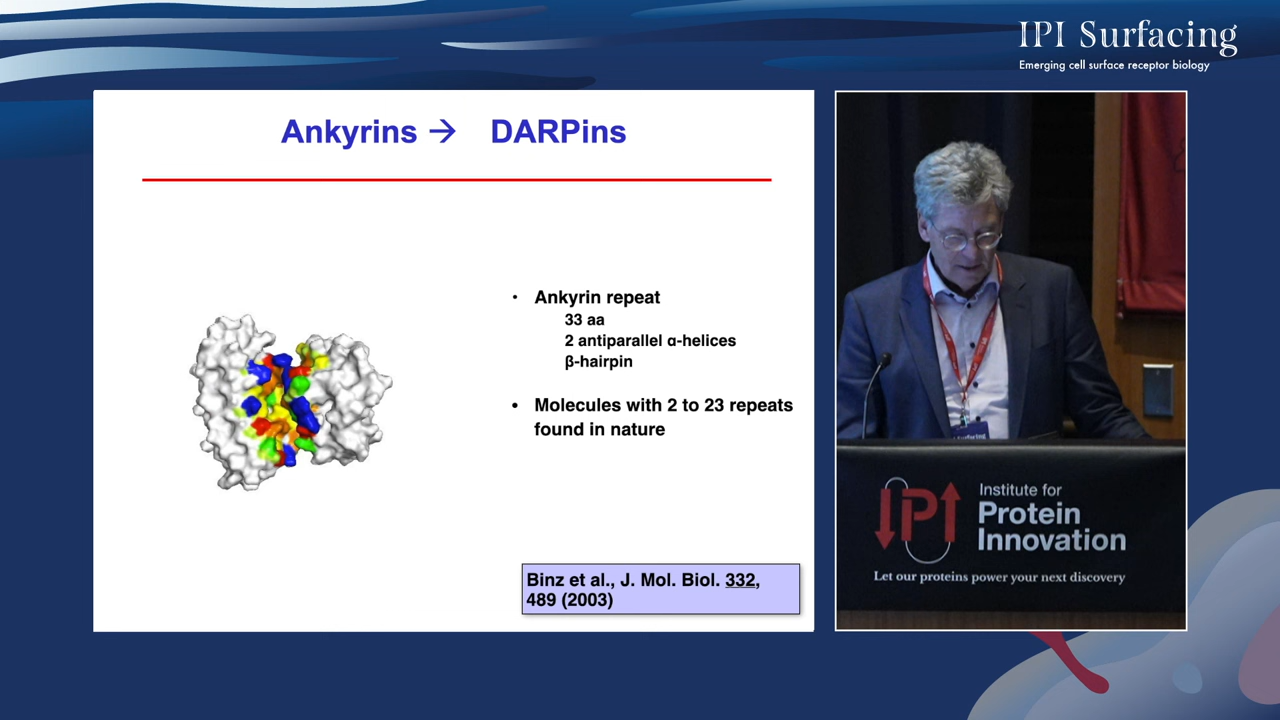 IPI Surfacing
Emerging cell surface receptor biology
Ankyrins → DARPins
• Ankyrin repeat
33 aa
2 antiparallel α-helices
β-hairpin
• Molecules with 2 to 23 repeats
found in nature
Binz et al., J. Mol. Biol. 332,
489 (2003)
Surfacing
IPI
Institute for
Protein
Innovation
Let our proteins power your next discovery